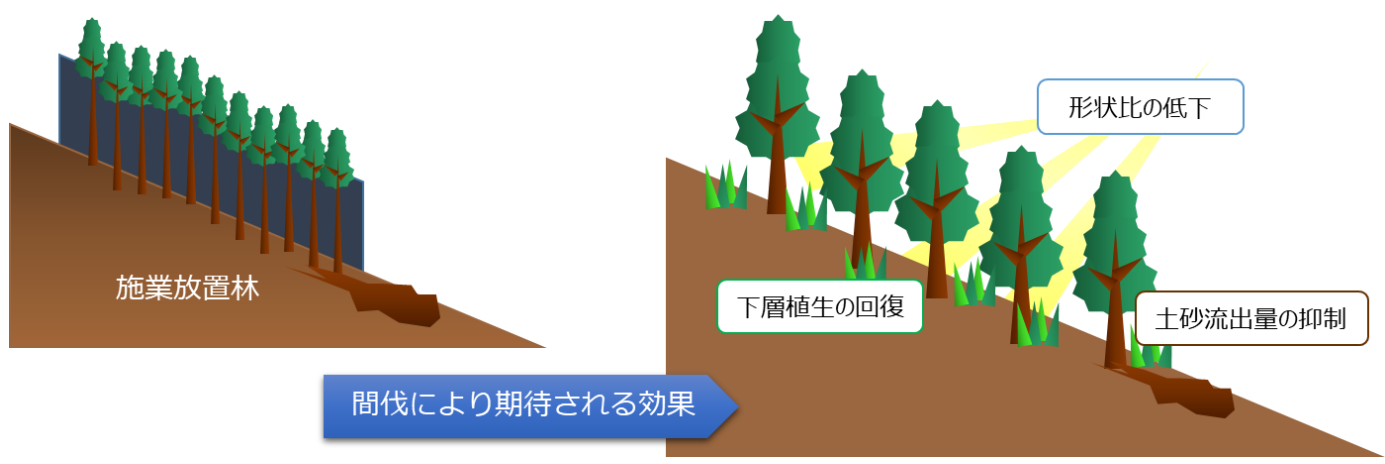 施業放置林
間伐により期待される効果
形状比の低下
下層植生の回復
土砂流出量の抑制